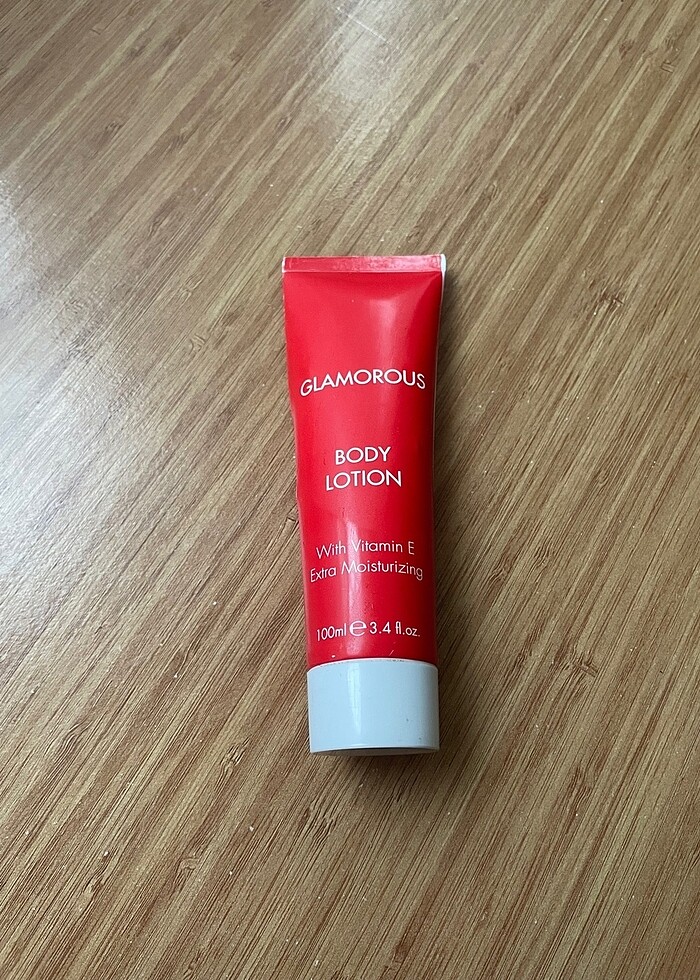 GLAMOROUS
BODY
LOTION
With Vitamin E
Extra Moisturizing
100ml ℮ 3.4 fl.oz.